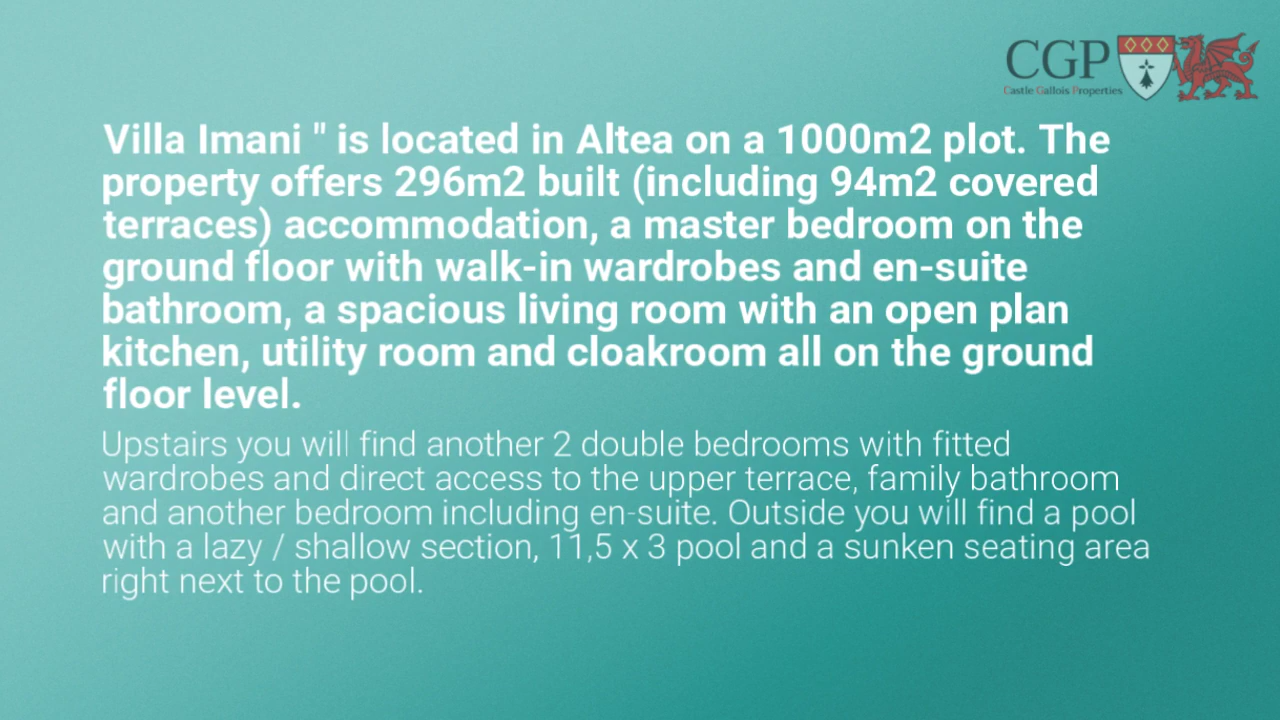 CGP
Castle Gallois Properties
Villa Imani " is located in Altea on a 1000m2 plot. The
property offers 296m2 built (including 94m2 covered
terraces) accommodation, a master bedroom on the
ground floor with walk-in wardrobes and en-suite
bathroom, a spacious living room with an open plan
kitchen, utility room and cloakroom all on the ground
floor level.
Upstairs you will find another 2 double bedrooms with fitted
wardrobes and direct access to the upper terrace, family bathroom
and another bedroom including en-suite. Outside you will find a pool
with a lazy / shallow section, 11,5 x 3 pool and a sunken seating area
right next to the pool.